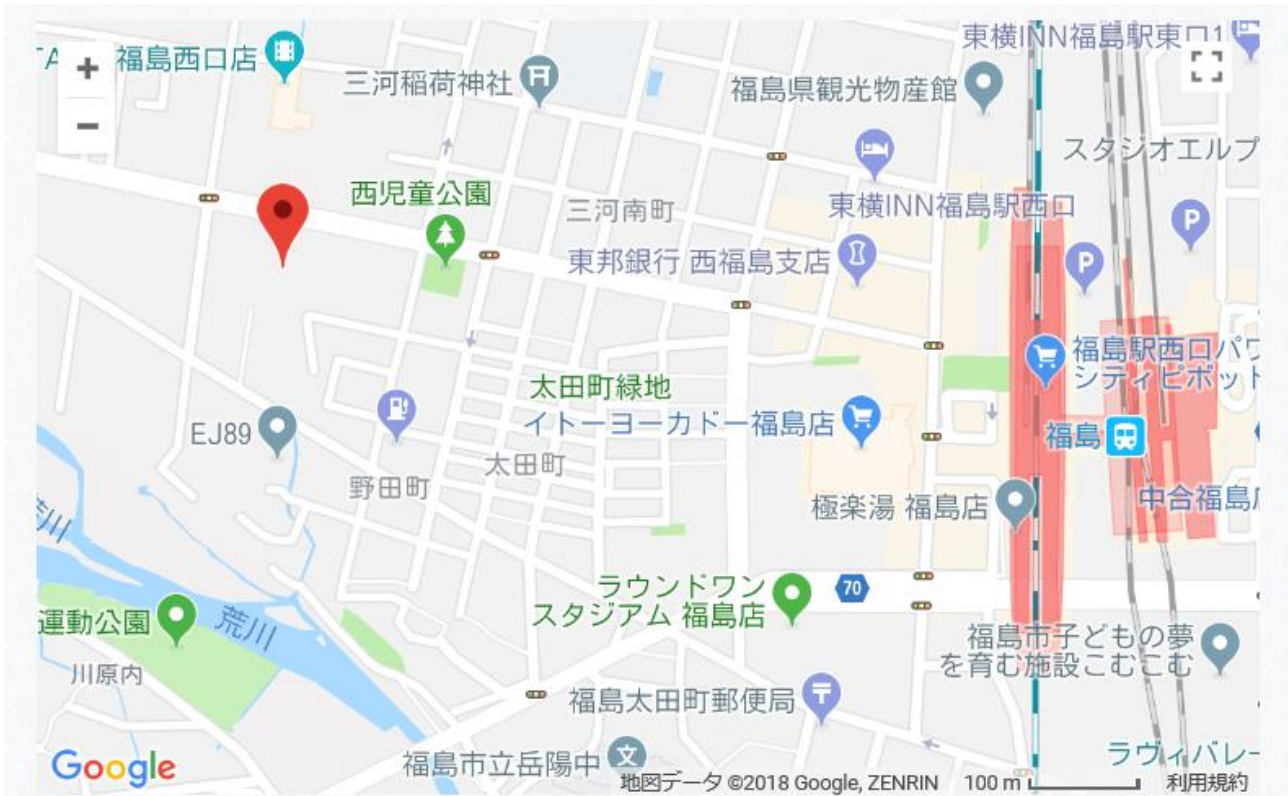 TA
福島西口店
三河稲荷神社
東横INN福島駅東口1
福島県観光物産館
スタジオエルプ
西児童公園
三河南町
東横INN福島駅西口
P
東邦銀行 西福島支店
P
福島駅西口パワ
シティピボット
太田町緑地
イトーヨーカドー福島店
EJ89
福島
太田町
野田町
極楽湯 福島店
中合福島店
荒川
ラウンドワン
スタジアム 福島店
70
運動公園
荒川
福島市子どもの夢
を育む施設こむこむ
川原内
福島太田町郵便局
Google
福島市立岳陽中
文
ラヴィバレー
地図データ ©2018 Google, ZENRIN
100 m
利用規約